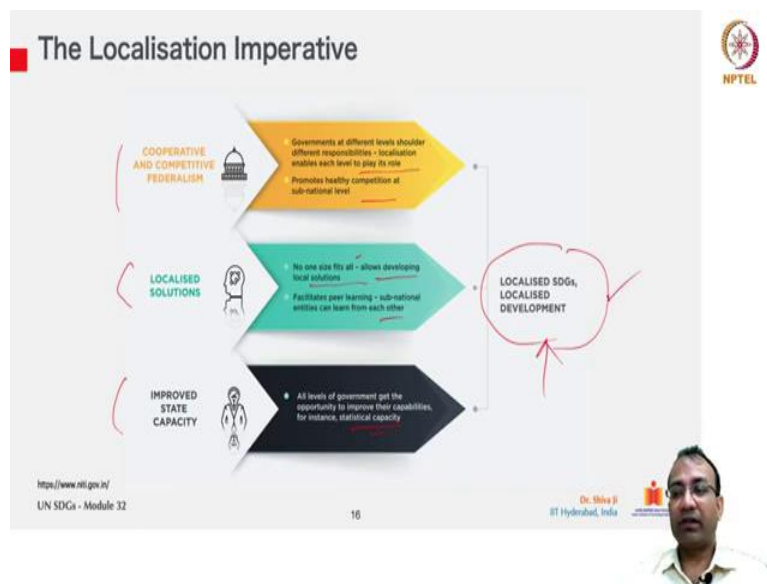 The Localisation Imperative
NPTEL
COOPERATIVE
AND COMPETITIVE
FEDERALISM
Governments at different levels shoulder
different responsibilities - localisation
enables each level to play its role
Promotes healthy competition at
sub-national level
LOCALISED
SOLUTIONS
No one size fits all - allows developing
local solutions
Facilitates peer learning - sub-national
entities can learn from each other
IMPROVED
STATE
CAPACITY
All levels of government get the
opportunity to improve their capabilities,
for instance, statistical capacity
LOCALISED SDGs,
LOCALISED
DEVELOPMENT
https://www.niti.gov.in/
UN SDGs - Module 32
16
Dr. Shiva Ji
IIT Hyderabad, India